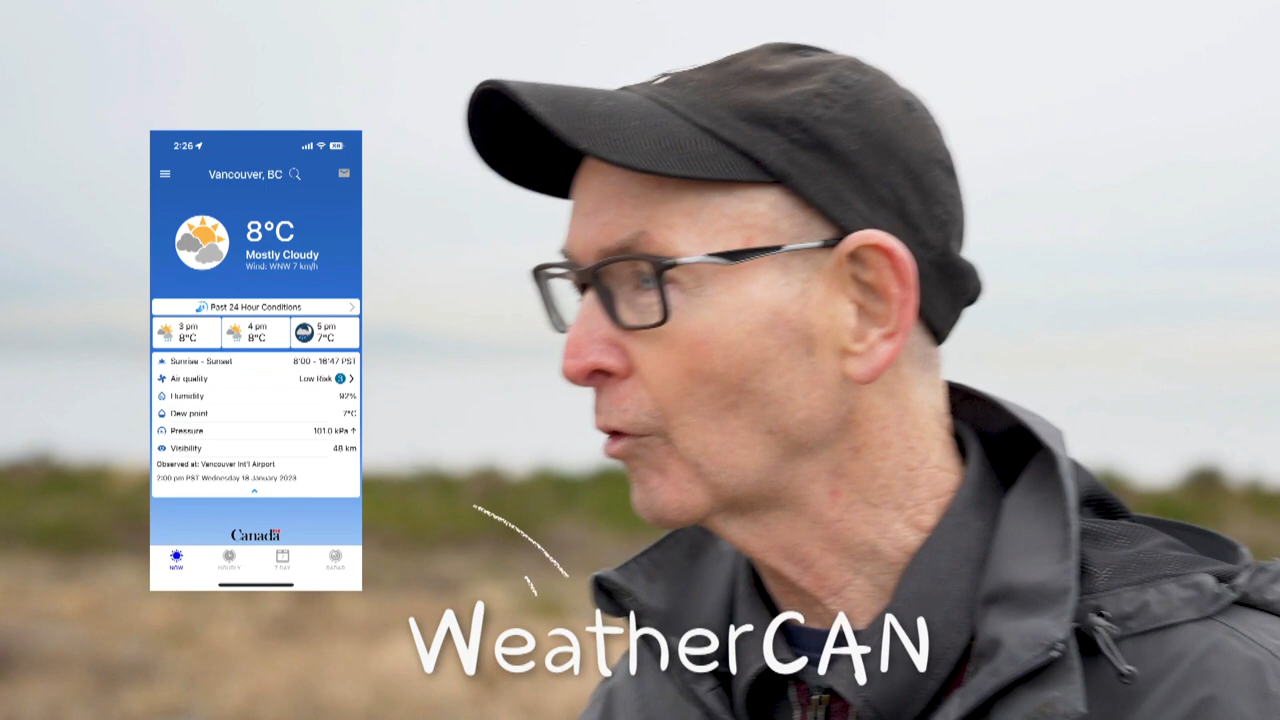 2:26
Vancouver, BC
8°C
Mostly Cloudy
Wind: WNW 7 km/h
Past 24 Hour Conditions
3 pm
8°C
4 pm
8°C
5 pm
7°C
Sunrise - Sunset 8:00 - 16:47 PST
Air quality Low Risk 3
Humidity 92%
Dew point 7°C
Pressure 101.0 kPa ↑
Visibility 48 km
Observed at: Vancouver Int'l Airport
2:00 pm PST Wednesday 18 January 2023
Canada
NOW HOURLY 7 DAY RADAR
WeatherCAN